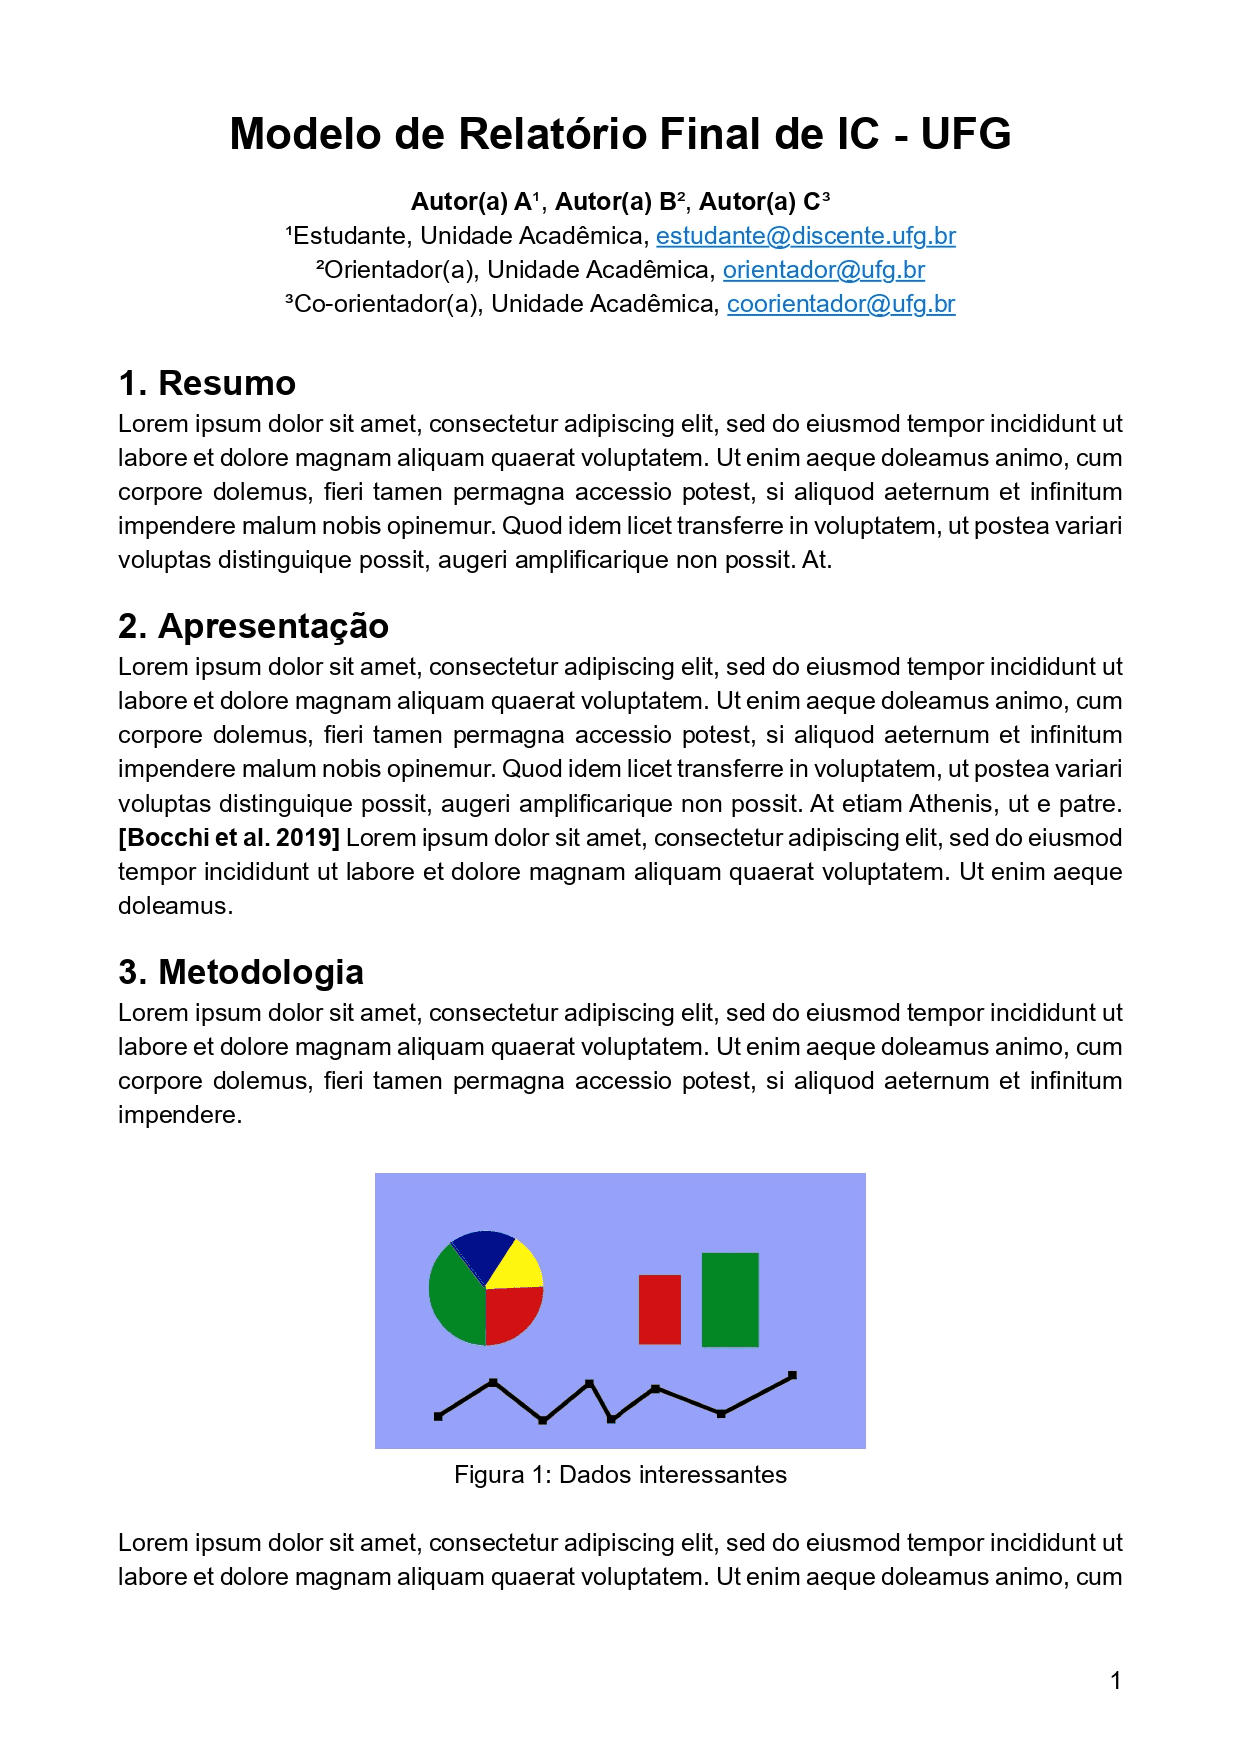 Modelo de Relatório Final de IC - UFG
Autor(a) A¹, Autor(a) B², Autor(a) C³
¹Estudante, Unidade Acadêmica, estudante@discente.ufg.br
²Orientador(a), Unidade Acadêmica, orientador@ufg.br
³Co-orientador(a), Unidade Acadêmica, coorientador@ufg.br
1. Resumo
Lorem ipsum dolor sit amet, consectetur adipiscing elit, sed do eiusmod tempor incididunt ut
labore et dolore magnam aliquam quaerat voluptatem. Ut enim aeque doleamus animo, cum
corpore dolemus, fieri tamen permagna accessio potest, si aliquod aeternum et infinitum
impendere malum nobis opinemur. Quod idem licet transferre in voluptatem, ut postea variari
voluptas distinguique possit, augeri amplificarique non possit. At.
2. Apresentação
Lorem ipsum dolor sit amet, consectetur adipiscing elit, sed do eiusmod tempor incididunt ut
labore et dolore magnam aliquam quaerat voluptatem. Ut enim aeque doleamus animo, cum
corpore dolemus, fieri tamen permagna accessio potest, si aliquod aeternum et infinitum
impendere malum nobis opinemur. Quod idem licet transferre in voluptatem, ut postea variari
voluptas distinguique possit, augeri amplificarique non possit. At etiam Athenis, ut e patre.
[Bocchi et al. 2019] Lorem ipsum dolor sit amet, consectetur adipiscing elit, sed do eiusmod
tempor incididunt ut labore et dolore magnam aliquam quaerat voluptatem. Ut enim aeque
doleamus.
3. Metodologia
Lorem ipsum dolor sit amet, consectetur adipiscing elit, sed do eiusmod tempor incididunt ut
labore et dolore magnam aliquam quaerat voluptatem. Ut enim aeque doleamus animo, cum
corpore dolemus, fieri tamen permagna accessio potest, si aliquod aeternum et infinitum
impendere.
Figura 1: Dados interessantes
Lorem ipsum dolor sit amet, consectetur adipiscing elit, sed do eiusmod tempor incididunt ut
labore et dolore magnam aliquam quaerat voluptatem. Ut enim aeque doleamus animo, cum
1